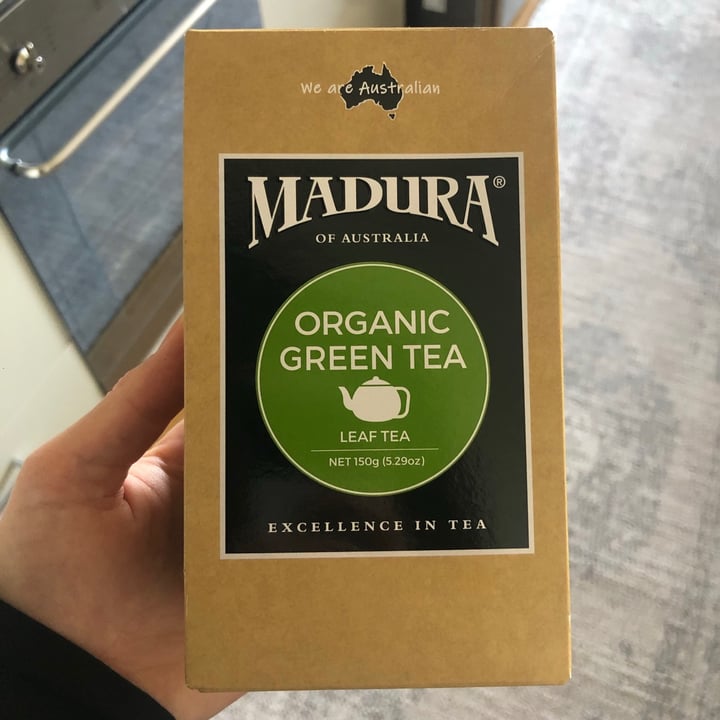 We are Australian
MADURA®
OF AUSTRALIA
ORGANIC
GREEN TEA
LEAF TEA
NET 150g (5.29oz)
EXCELLENCE IN TEA